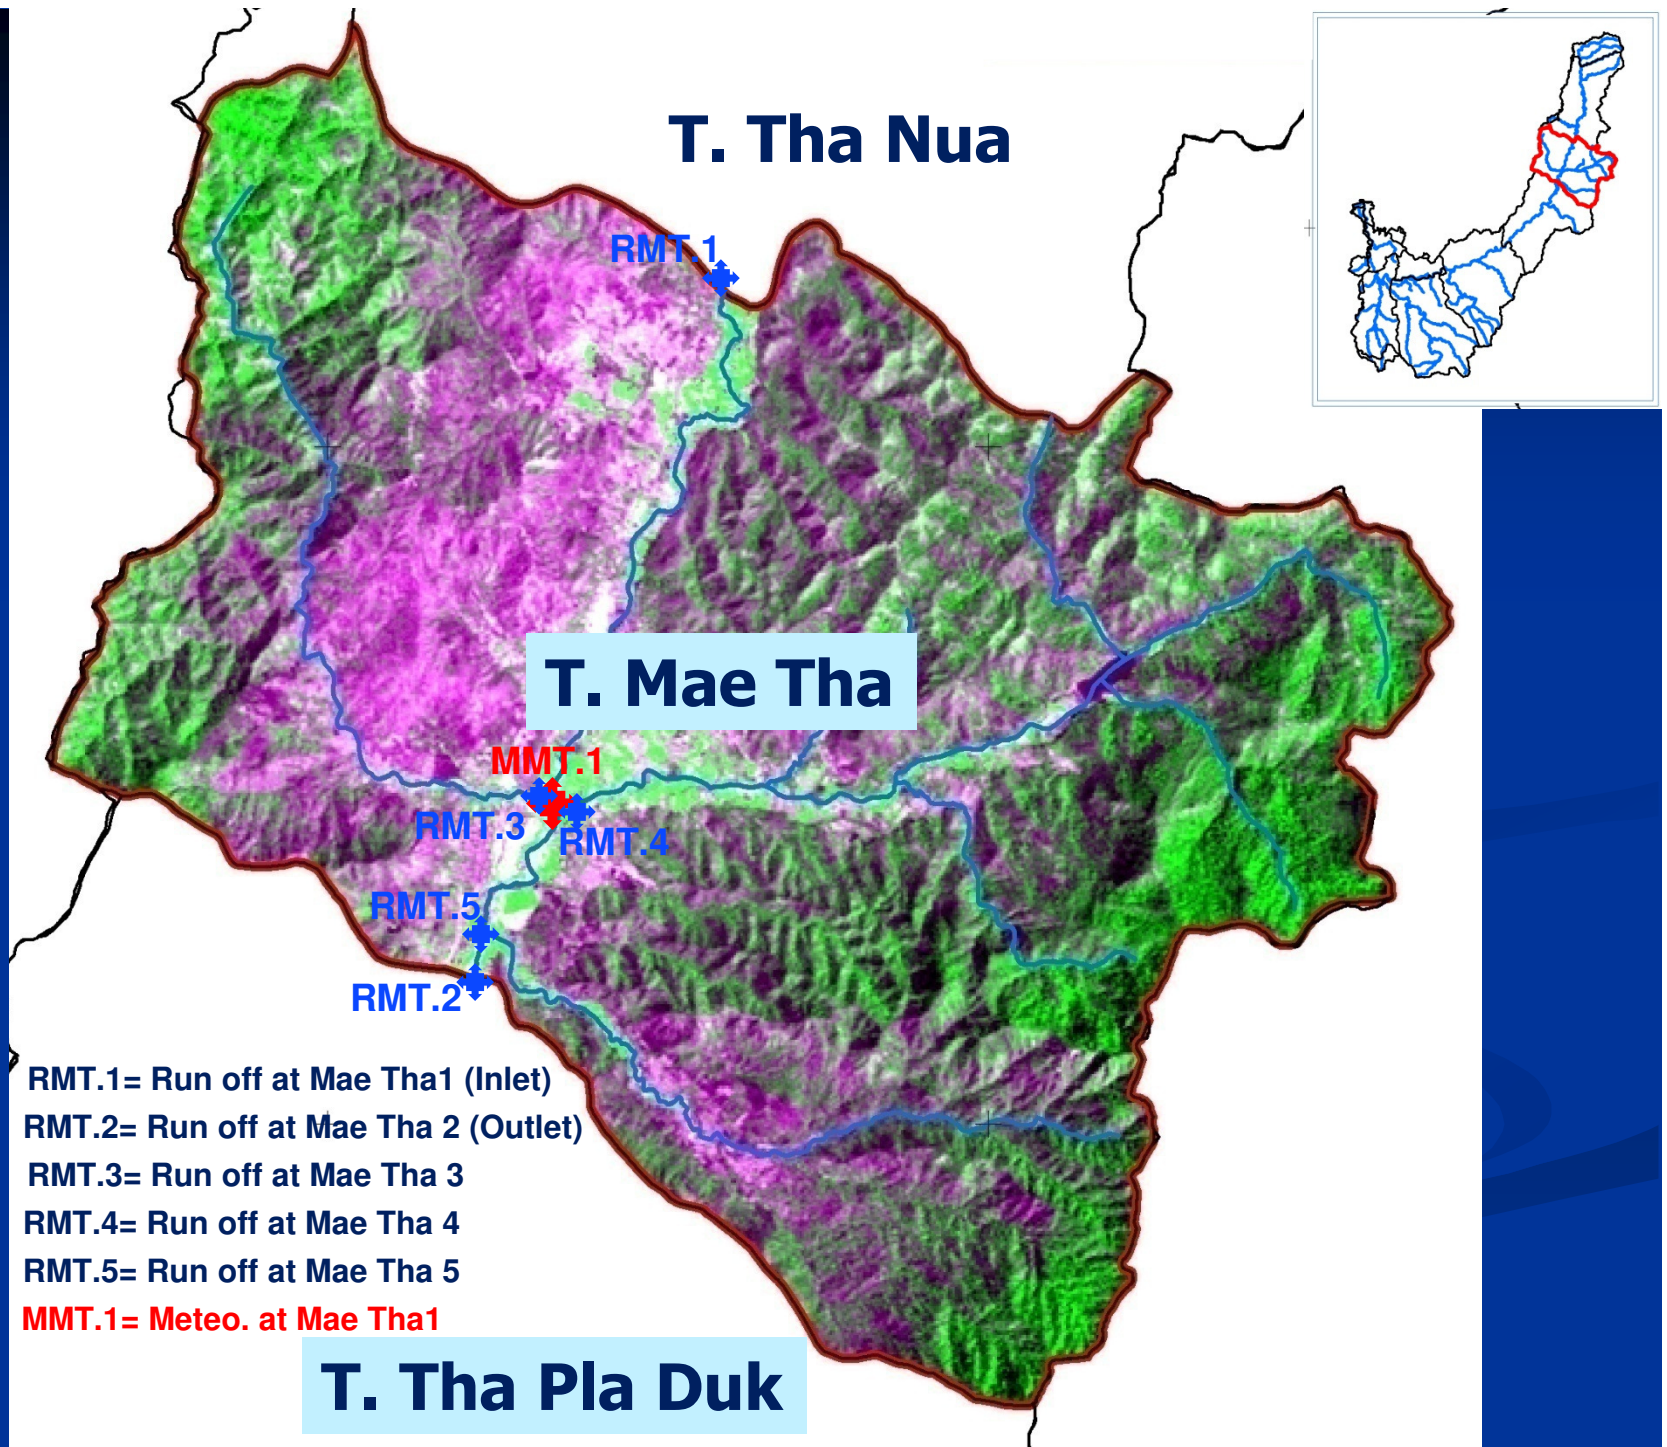 T. Tha Nua
RMT.1
T. Mae Tha
MMT.1
RMT.3
RMT.4
RMT.5
RMT.2
RMT.1= Run off at Mae Tha1 (Inlet)
RMT.2= Run off at Mae Tha 2 (Outlet)
RMT.3= Run off at Mae Tha 3
RMT.4= Run off at Mae Tha 4
RMT.5= Run off at Mae Tha 5
MMT.1= Meteo. at Mae Tha1
T. Tha Pla Duk